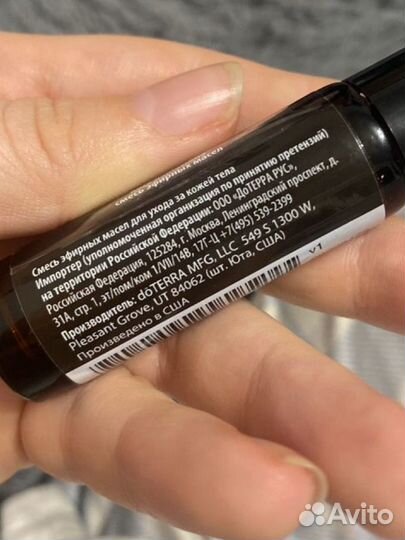 смесь эфирных масел
Смесь эфирных масел для ухода за кожей тела
Импортер (уполномоченная организация по принятию претензий)
на территории Российской Федерации: ООО «ДоТЕРРА РУС»,
Российская Федерация, 125284, г. Москва, Ленинградский проспект, д.
31А, стр. 1, эт/пом/ком 1/VII/14В, 17Г-Ц +7(495) 539-2399
Производитель: dōTERRA MFG, LLC 549 S 1300 W,
Pleasant Grove, UT 84062 (шт. Юта, США)
Произведено в США
v1
Avito